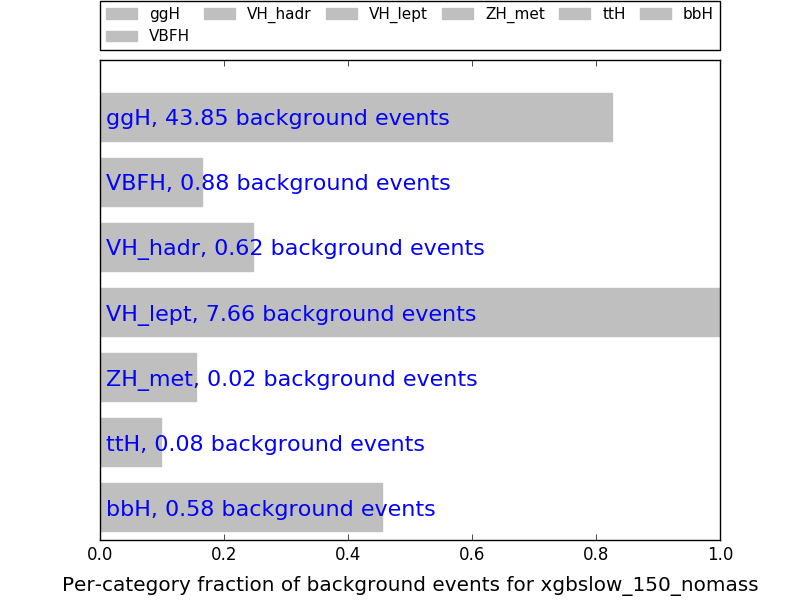 ggH VH_hadr VH_lept ZH_met ttH bbH
VBFH
ggH, 43.85 background events
VBFH, 0.88 background events
VH_hadr, 0.62 background events
VH_lept, 7.66 background events
ZH_met, 0.02 background events
ttH, 0.08 background events
bbH, 0.58 background events
0.0 0.2 0.4 0.6 0.8 1.0
Per-category fraction of background events for xgbslow_150_nomass